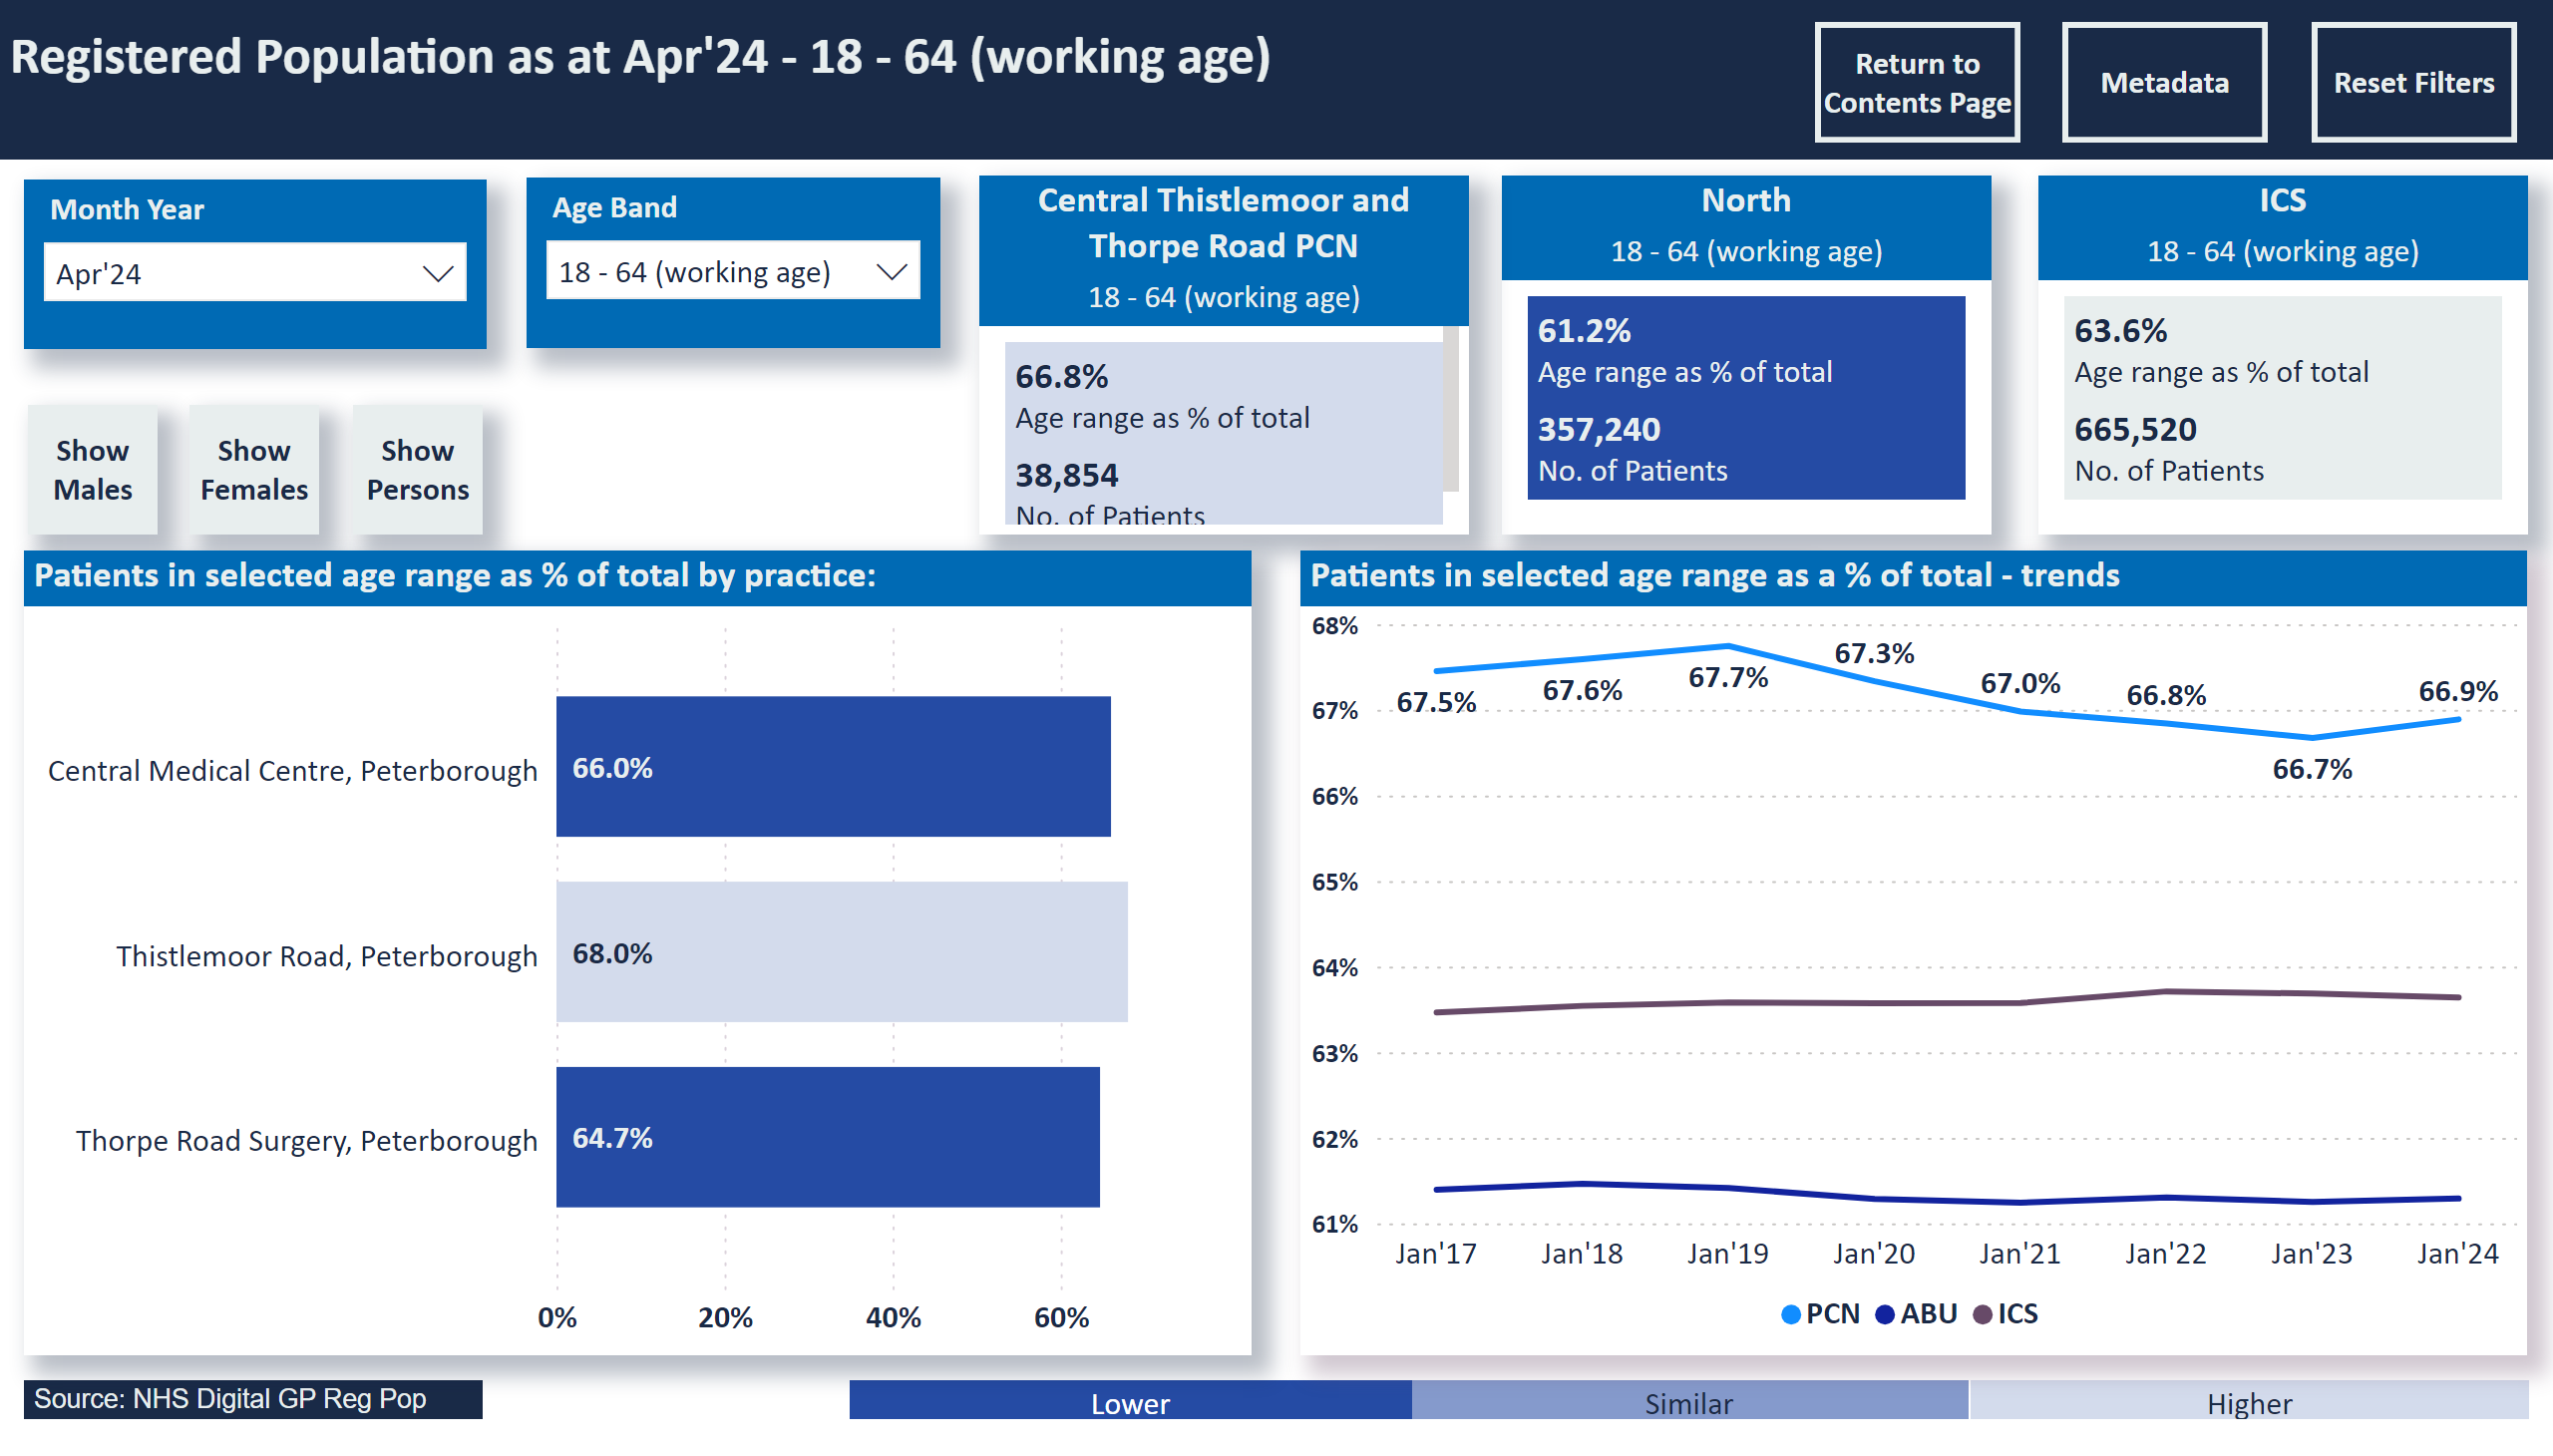 Registered Population as at Apr'24 - 18 - 64 (working age)
Return to
Contents Page
Metadata
Reset Filters
Month Year
Apr'24
Age Band
18 - 64 (working age)
Central Thistlemoor and
Thorpe Road PCN
18 - 64 (working age)
66.8%
Age range as % of total
38,854
No. of Patients
North
18 - 64 (working age)
61.2%
Age range as % of total
357,240
No. of Patients
ICS
18 - 64 (working age)
63.6%
Age range as % of total
665,520
No. of Patients
Show
Males
Show
Females
Show
Persons
Patients in selected age range as % of total by practice:
Central Medical Centre, Peterborough
66.0%
Thistlemoor Road, Peterborough
68.0%
Thorpe Road Surgery, Peterborough
64.7%
0% 20% 40% 60%
Patients in selected age range as a % of total - trends
68%
67%
66%
65%
64%
63%
62%
61%
67.5% 67.6% 67.7% 67.3% 67.0% 66.8% 66.7% 66.9%
Jan'17 Jan'18 Jan'19 Jan'20 Jan'21 Jan'22 Jan'23 Jan'24
PCN ABU ICS
Source: NHS Digital GP Reg Pop
Lower
Similar
Higher